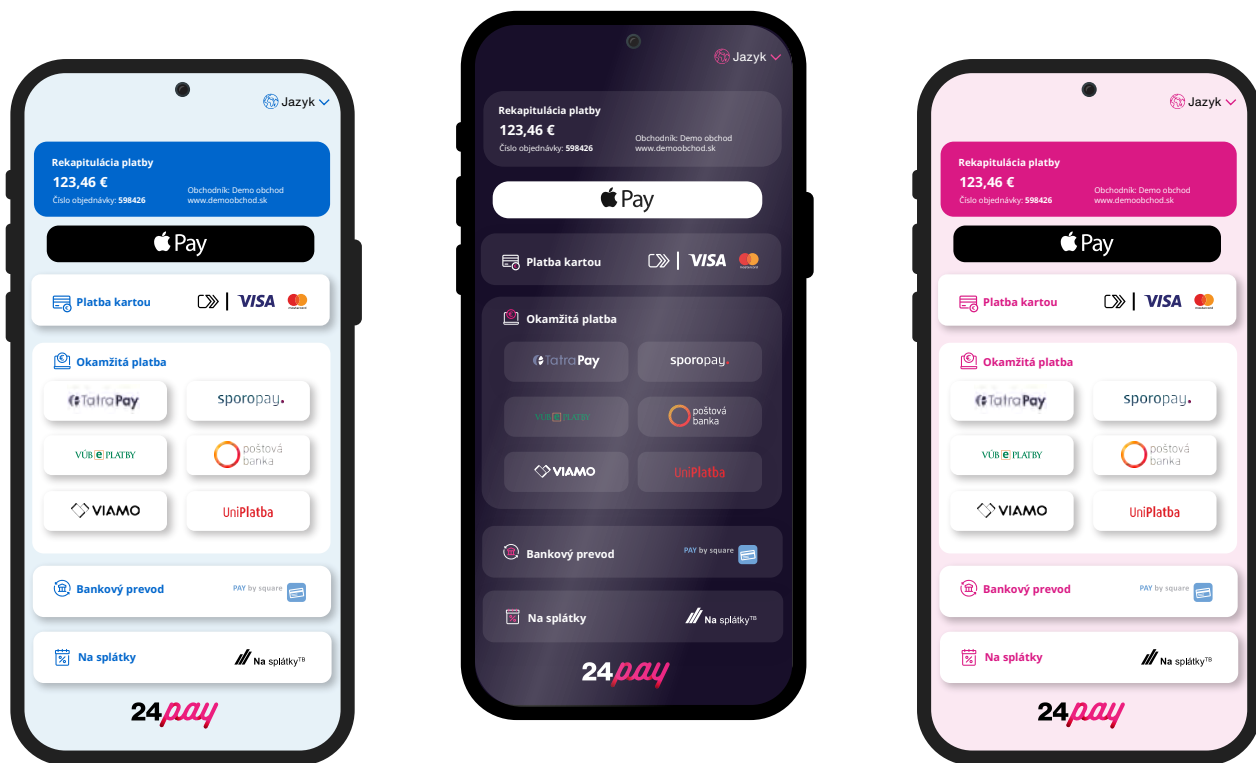 Jazyk
Rekapitulácia platby
123,46 €
Číslo objednávky: 598426
Obchodník: Demo obchod
www.demoobchod.sk
Pay
Platba kartou
VISA
Okamžitá platba
TatraPay
sporopay.
VÚB e PLATBY
poštová
banka
VIAMO
UniPlatba
Bankový prevod
PAY by square
Na splátky
Na splátkyTB
24pay
Jazyk
Rekapitulácia platby
123,46 €
Číslo objednávky: 598426
Obchodník: Demo obchod
www.demoobchod.sk
Pay
Platba kartou
VISA
Okamžitá platba
TatraPay
sporopay.
VÚB e PLATBY
poštová
banka
VIAMO
UniPlatba
Bankový prevod
PAY by square
Na splátky
Na splátkyTB
24pay
Jazyk
Rekapitulácia platby
123,46 €
Číslo objednávky: 598426
Obchodník: Demo obchod
www.demoobchod.sk
Pay
Platba kartou
VISA
Okamžitá platba
TatraPay
sporopay.
VÚB e PLATBY
poštová
banka
VIAMO
UniPlatba
Bankový prevod
PAY by square
Na splátky
Na splátkyTB
24pay